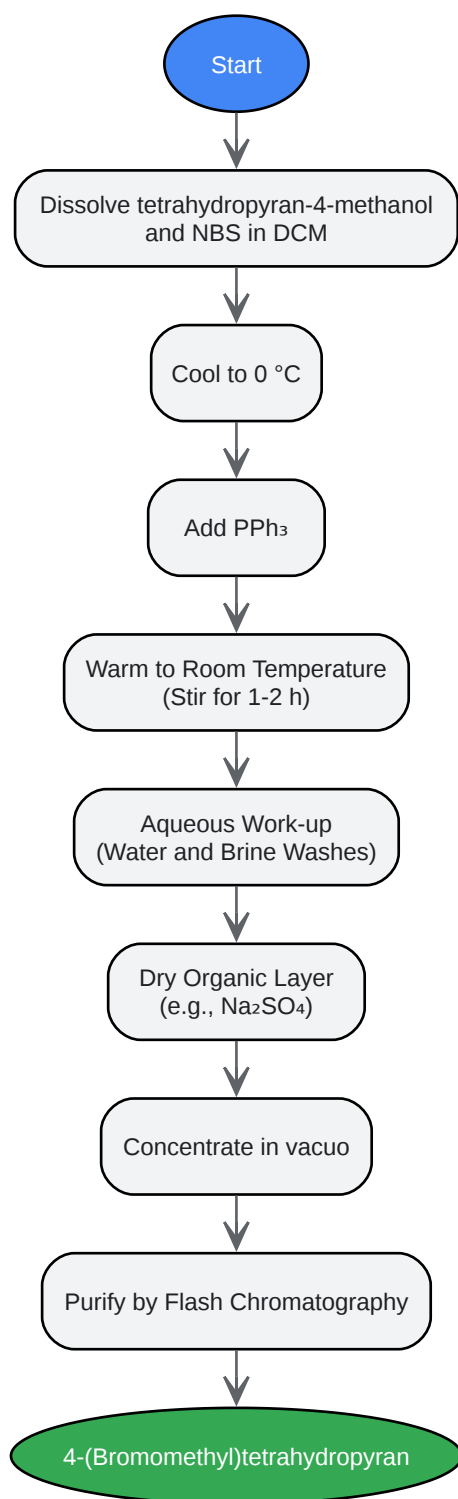 Start
Dissolve tetrahydropyran-4-methanol
and NBS in DCM
Cool to 0 °C
Add PPh₃
Warm to Room Temperature
(Stir for 1-2 h)
Aqueous Work-up
(Water and Brine Washes)
Dry Organic Layer
(e.g., Na₂SO₄)
Concentrate in vacuo
Purify by Flash Chromatography
4-(Bromomethyl)tetrahydropyran